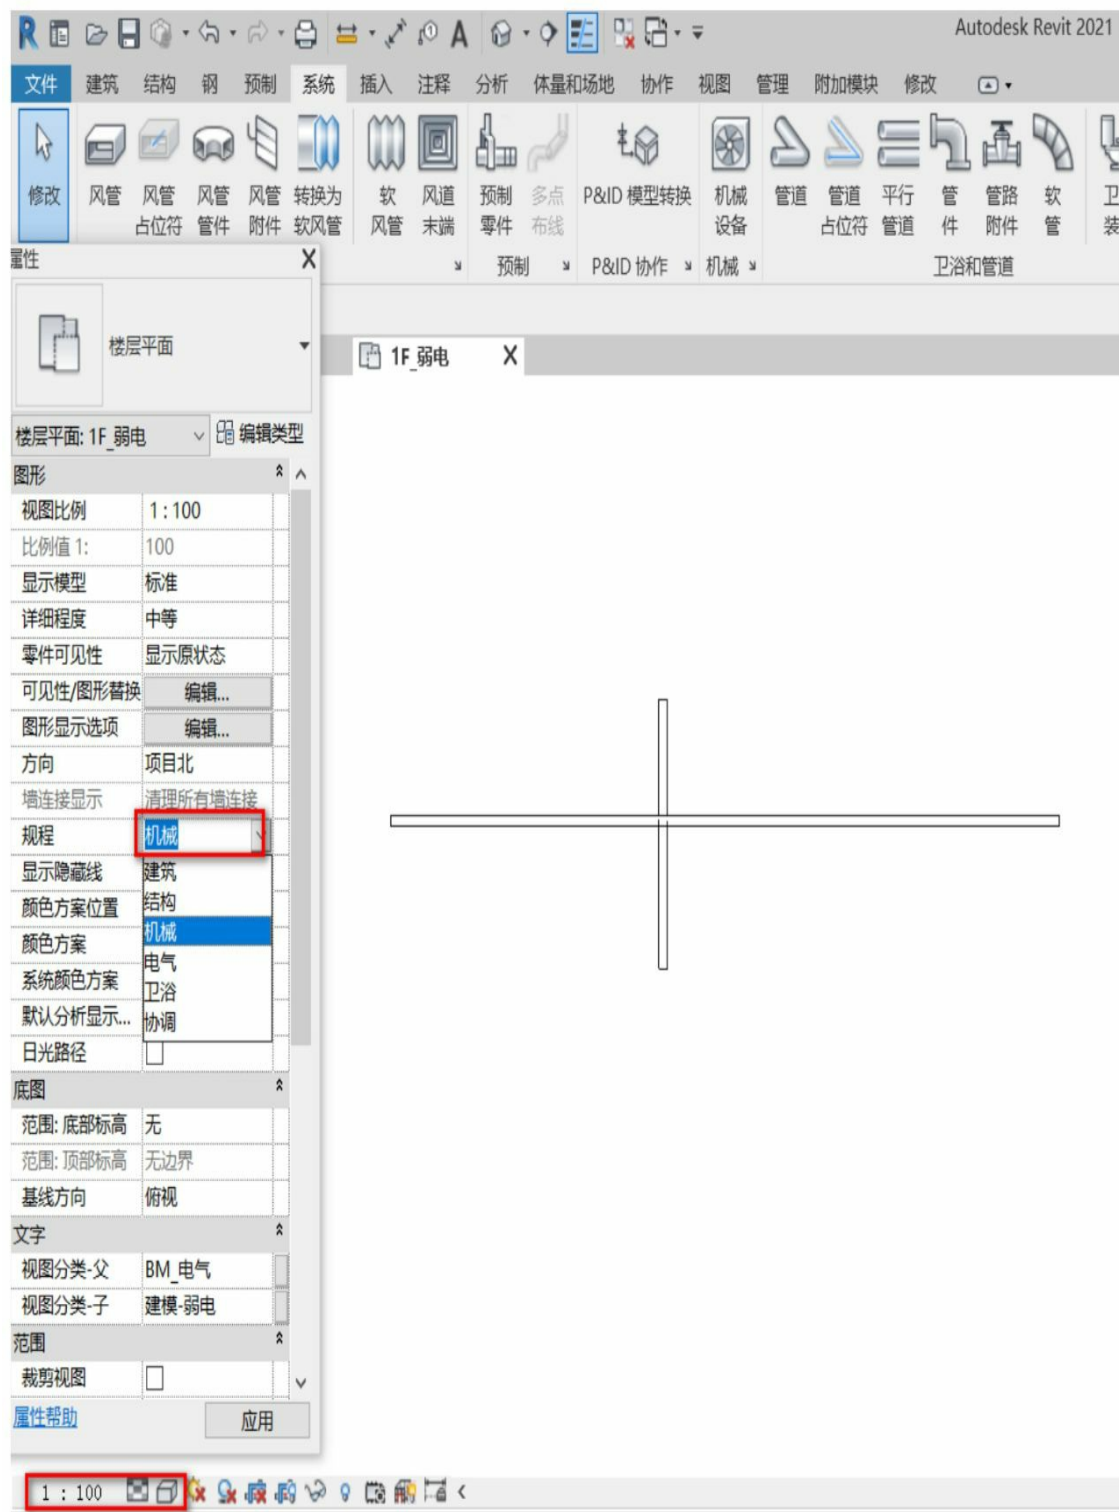 Autodesk Revit 2021
文件 建筑 结构 钢 预制 系统 插入 注释 分析 体量和场地 协作 视图 管理 附加模块 修改
修改 风管 风管 风管 风管 转换为 软 风道 预制 多点 P&ID 模型转换 机械 管道 管道 平行 管 管路 软
占位符 管件 附件 软风管 风管 末端 零件 布线 设备 占位符 管道 件 附件 管
预制 P&ID 协作 机械 卫浴和管道
属性 X
楼层平面
1F_弱电 X
楼层平面: 1F_弱电 编辑类型
图形
视图比例 1 : 100
比例值 1: 100
显示模型 标准
详细程度 中等
零件可见性 显示原状态
可见性/图形替换 编辑...
图形显示选项 编辑...
方向 项目北
墙连接显示 清理所有墙连接
规程 机械
显示隐藏线 建筑
颜色方案位置 结构
颜色方案 机械
电气
系统颜色方案 卫浴
默认分析显示... 协调
日光路径
底图
范围: 底部标高 无
范围: 顶部标高 无边界
基线方向 俯视
文字
视图分类-父 BM_电气
视图分类-子 建模-弱电
范围
裁剪视图
属性帮助 应用
1 : 100